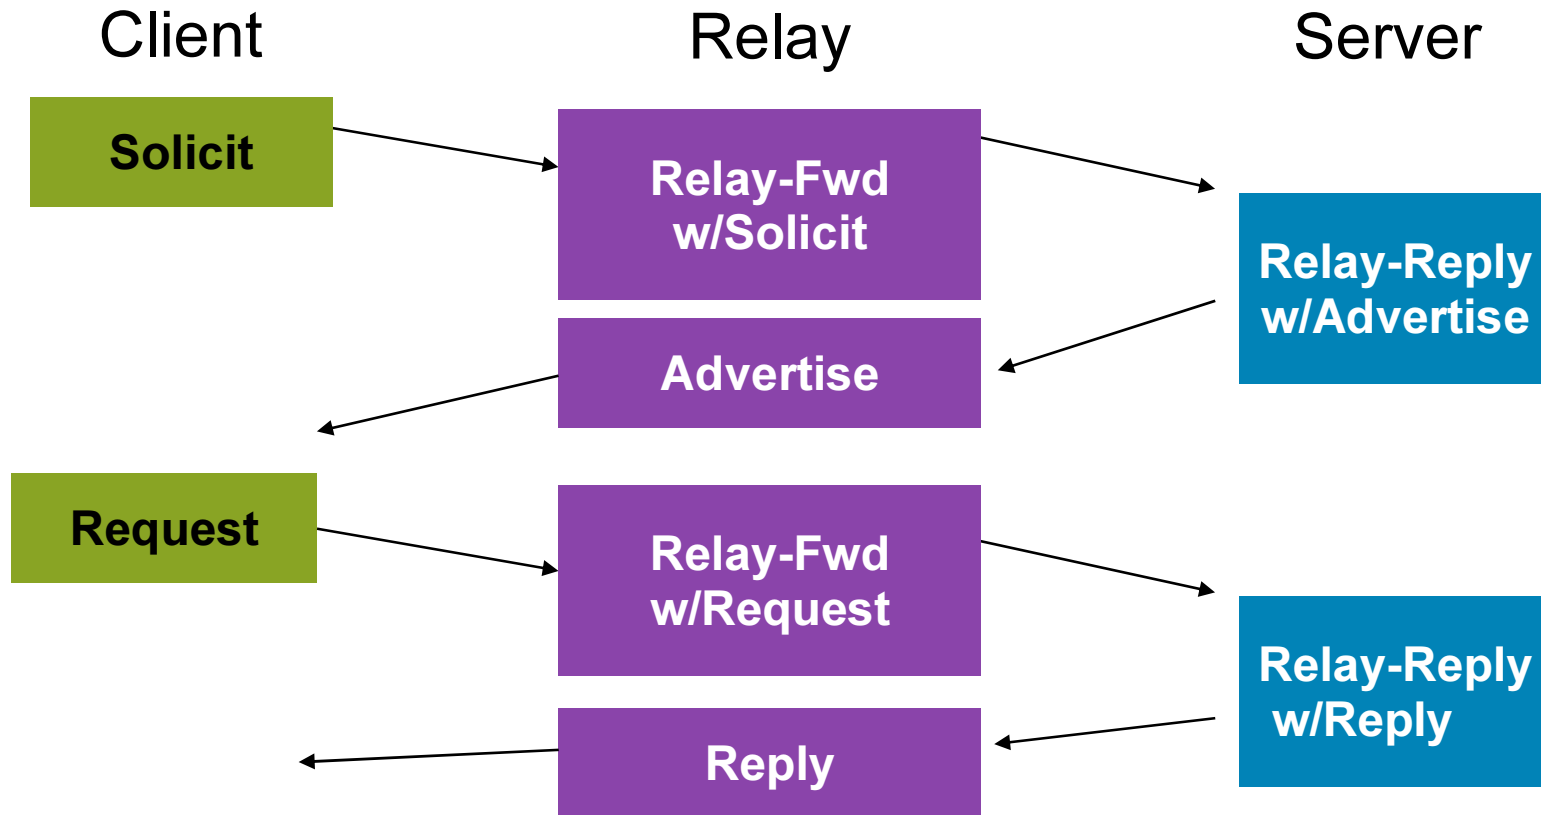 Client
Relay
Server
Solicit
Relay-Fwd
w/Solicit
Relay-Reply
w/Advertise
Advertise
Request
Relay-Fwd
w/Request
Relay-Reply
w/Reply
Reply